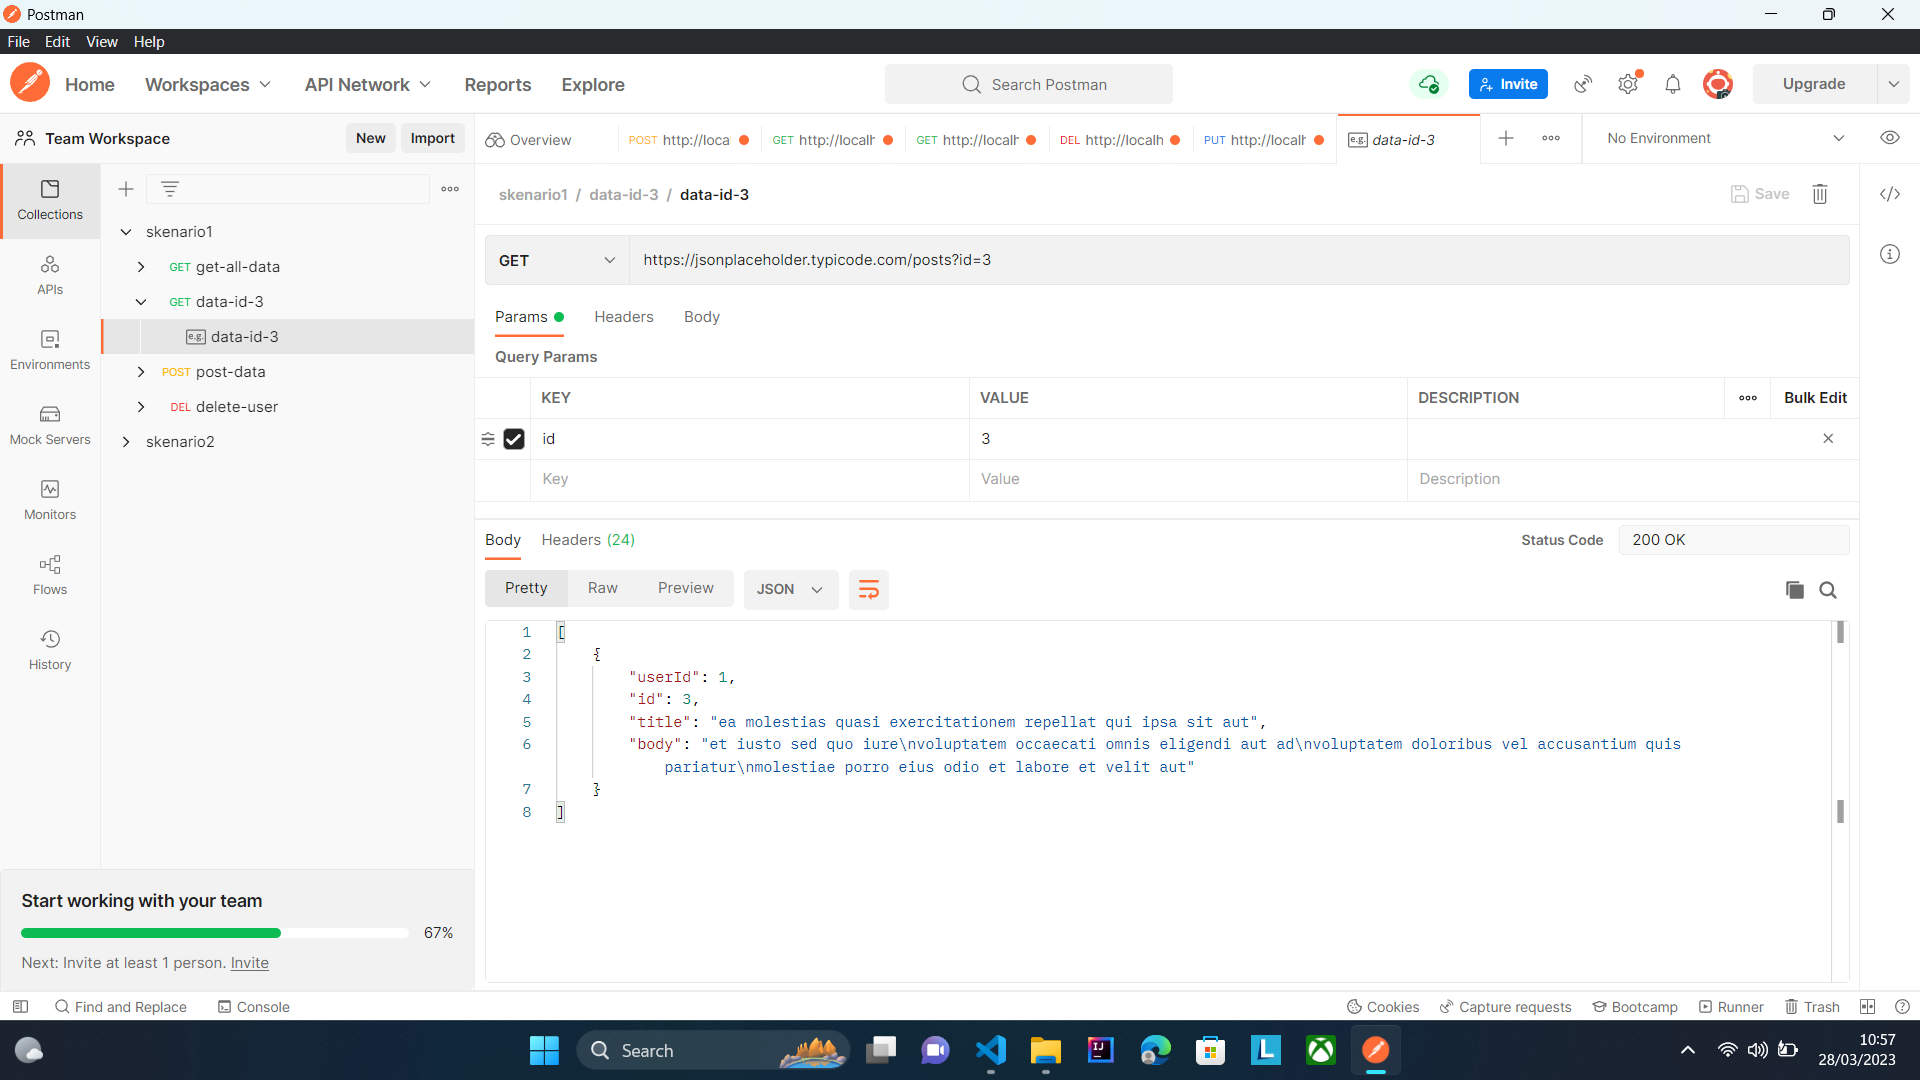 Postman
File Edit View Help
Home Workspaces API Network Reports Explore Search Postman Invite Upgrade
Team Workspace New Import
Overview POST http://loca GET http://localh GET http://localh DEL http://localh PUT http://localh e.g. data-id-3 No Environment
Collections
APIs
Environments
Mock Servers
Monitors
Flows
History
skenario1
GET get-all-data
GET data-id-3
e.g. data-id-3
POST post-data
DEL delete-user
skenario2
skenario1 / data-id-3 / data-id-3 Save
GET https://jsonplaceholder.typicode.com/posts?id=3
Params Headers Body
Query Params
KEY VALUE DESCRIPTION Bulk Edit
id 3
Key Value Description
Body Headers (24) Status Code 200 OK
Pretty Raw Preview JSON
1 [
2 {
3 "userId": 1,
4 "id": 3,
5 "title": "ea molestias quasi exercitationem repellat qui ipsa sit aut",
6 "body": "et iusto sed quo iure\nvoluptatem occaecati omnis eligendi aut ad\nvoluptatem doloribus vel accusantium quis
pariatur\nmolestiae porro eius odio et labore et velit aut"
7 }
8 ]
Start working with your team
67%
Next: Invite at least 1 person. Invite
Find and Replace Console Cookies Capture requests Bootcamp Runner Trash
Search
10:57
28/03/2023